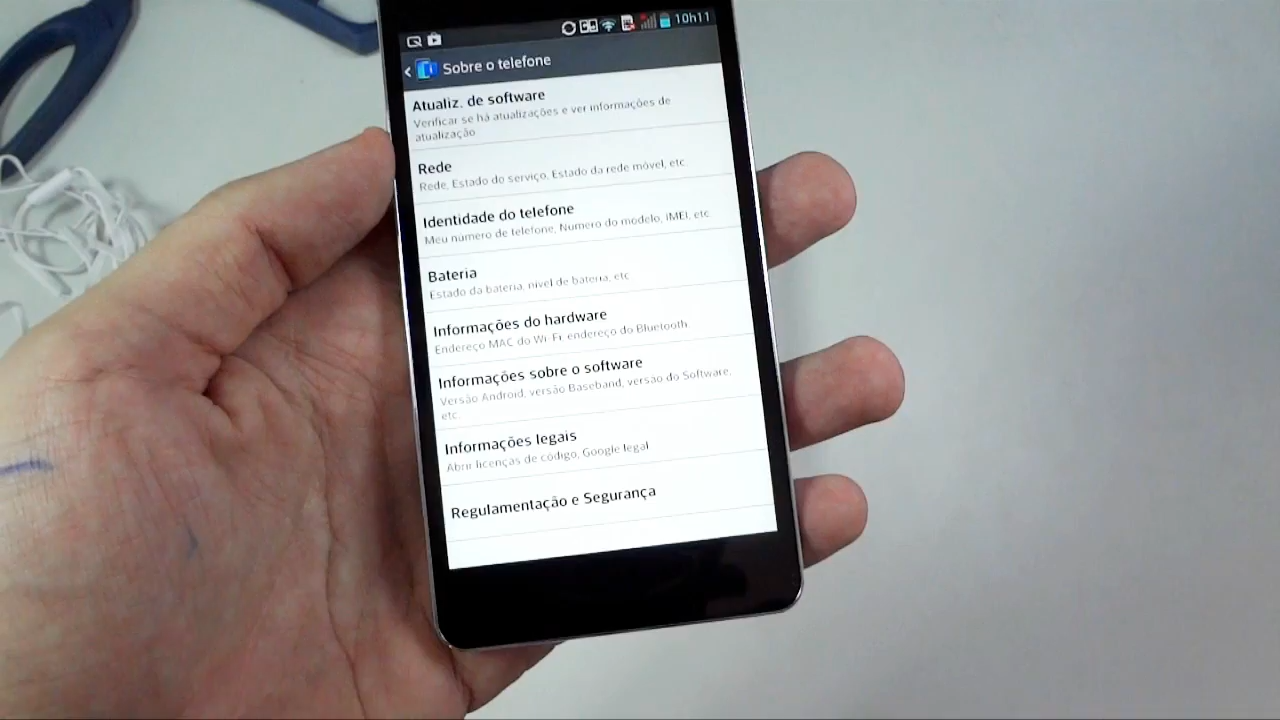 10h11
Sobre o telefone
Atualiz. de software
Verificar se há atualizações e ver informações de
atualização
Rede
Rede, Estado do serviço, Estado da rede móvel, etc.
Identidade do telefone
Meu número de telefone, Número do modelo, IMEI, etc
Bateria
Estado da bateria, nível de bateria, etc
Informações do hardware
Endereço MAC do Wi-Fi, endereço do Bluetooth
Informações sobre o software
Versão Android, versão Baseband, versão do Software,
etc.
Informações legais
Abrir licenças de código, Google legal
Regulamentação e Segurança